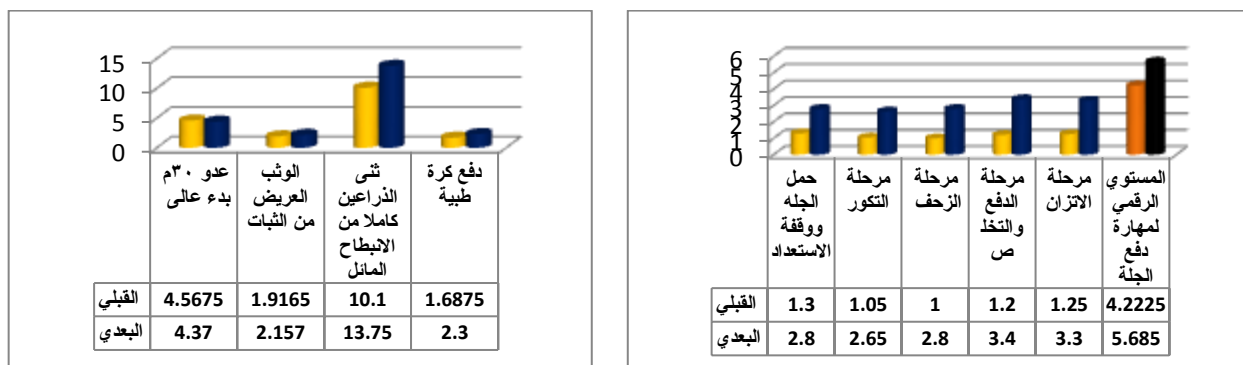 15
10
5
0
عدو ٣٠م
بدء عالى
الوثب
العريض
من الثبات
ثنى
الذراعين
كاملا من
الانبطاح
المائل
دفع كرة
طبية
القبلي 4.5675 1.9165 10.1 1.6875
البعدي 4.37 2.157 13.75 2.3
6
5
4
3
2
1
0
حمل
الجله
ووقفة
الاستعداد
مرحلة
التكور
مرحلة
الزحف
مرحلة
الدفع
والتخل
ص
مرحلة
الاتزان
المستوي
الرقمي
لمهارة
دفع
الجلة
القبلي 1.3 1.05 1 1.2 1.25 4.2225
البعدي 2.8 2.65 2.8 3.4 3.3 5.685